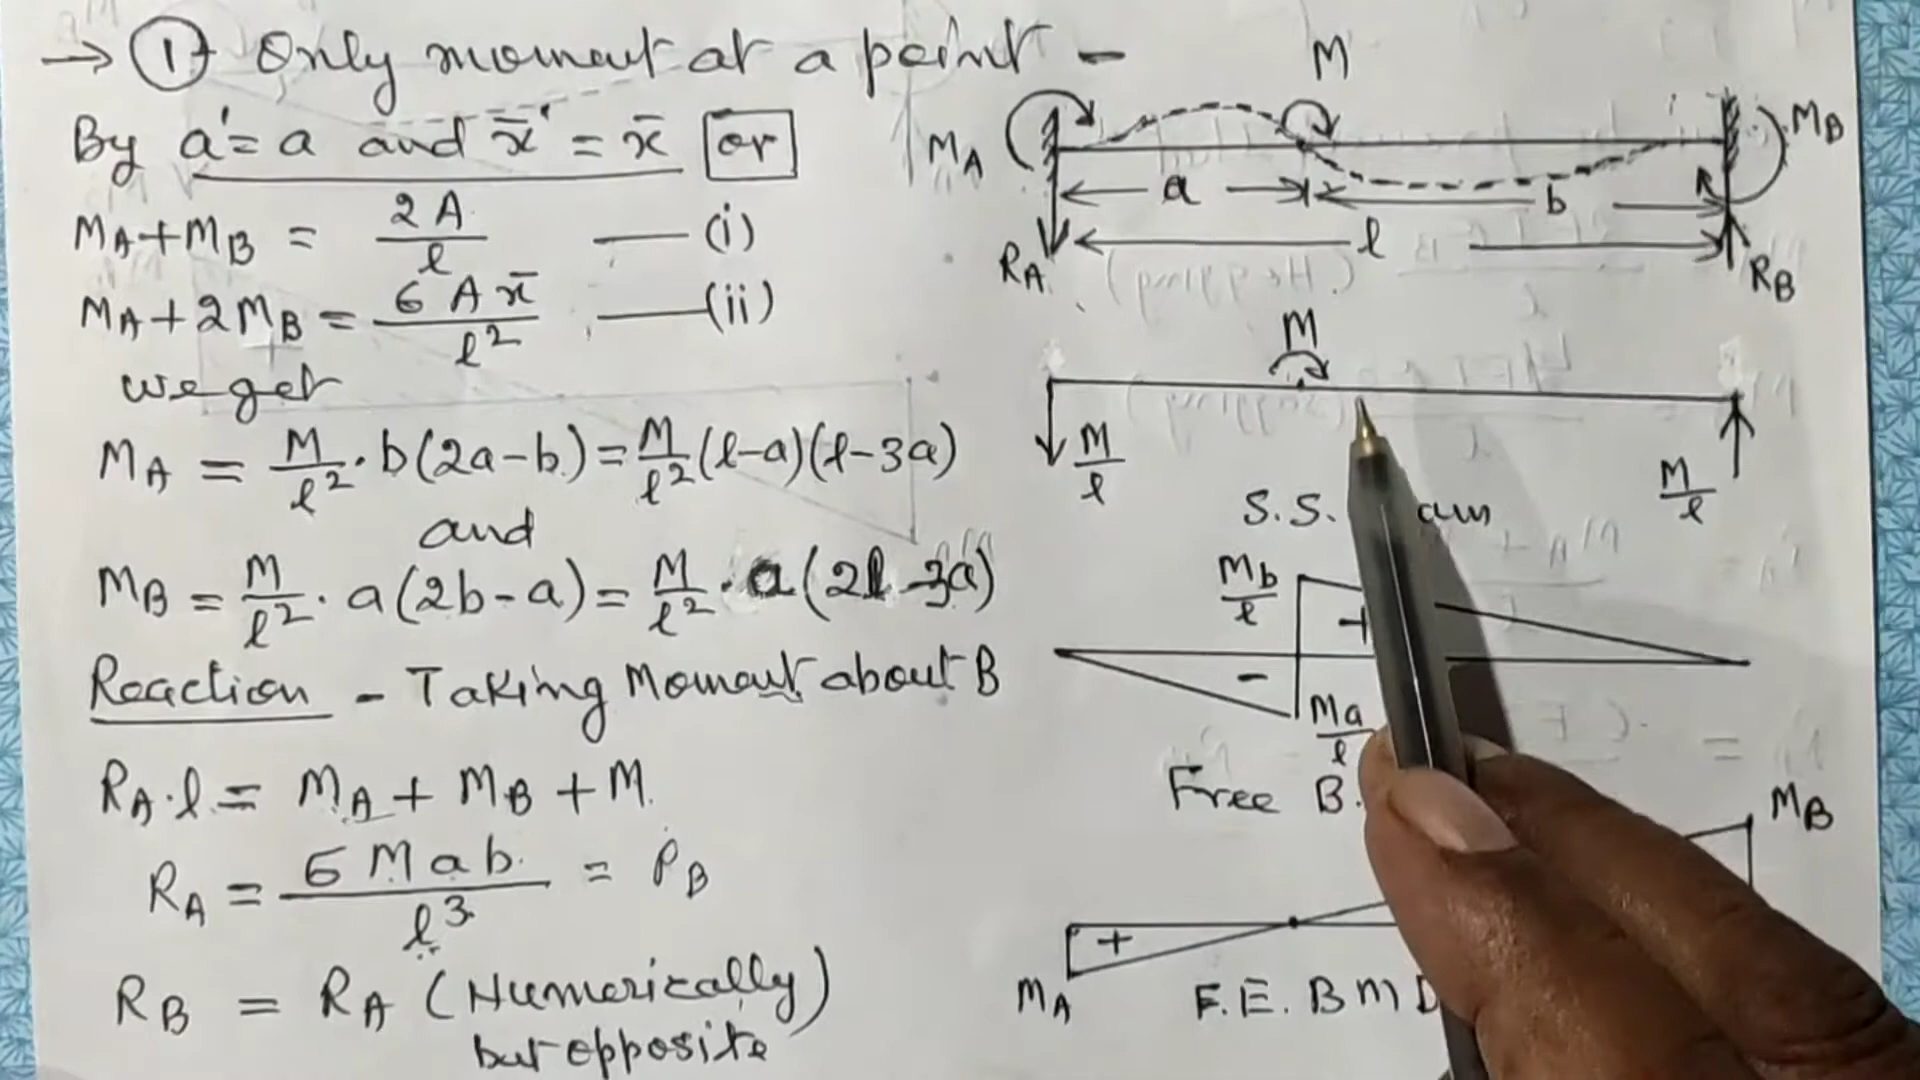 → ① Only moment at a point –
By a' = a and x̄' = x̄ or
MA + MB = 2A/l —— (i)
MA + 2MB = 6Ax̄/l² —— (ii)
we get
MA = M/l² · b(2a-b) = M/l² (l-a)(l-3a)
and
MB = M/l² · a(2b-a) = M/l² · a(2l-3a)
Reaction - Taking Moment about B
RA·l = MA + MB + M
RA = 6Mab/l³ = RB
RB = RA (Numerically)
but opposite
M
MA
MB
a
b
l
RA
RB
M
M/l
M/l
S.S.
Mb/l
+
-
Ma/l
Free B.
MB
+
MA
F.E. B M D